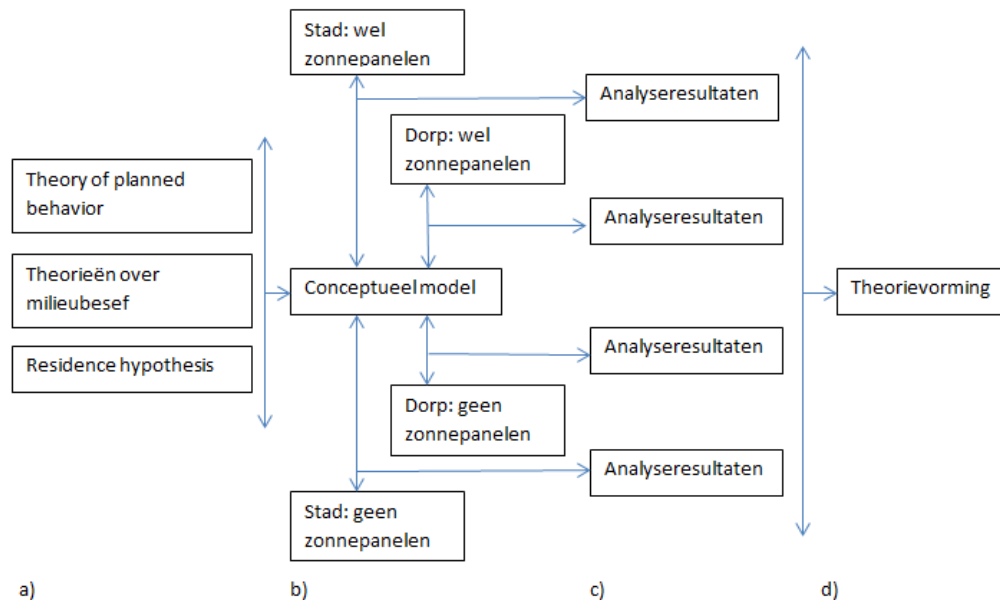 Stad: wel
zonnepanelen
Analyseresultaten
Dorp: wel
zonnepanelen
Theory of planned
behavior
Analyseresultaten
Theorieën over
milieubesef
Conceptueel model
Theorievorming
Residence hypothesis
Analyseresultaten
Dorp: geen
zonnepanelen
Analyseresultaten
Stad: geen
zonnepanelen
a)
b)
c)
d)